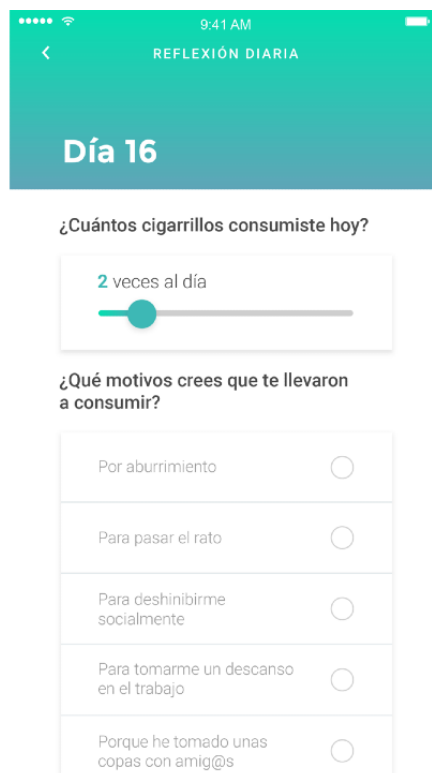 9:41 AM
REFLEXIÓN DIARIA
Día 16
¿Cuántos cigarrillos consumiste hoy?
2 veces al día
¿Qué motivos crees que te llevaron
a consumir?
Por aburrimiento
Para pasar el rato
Para deshinibirme
socialmente
Para tomarme un descanso
en el trabajo
Porque he tomado unas
copas con amig@s